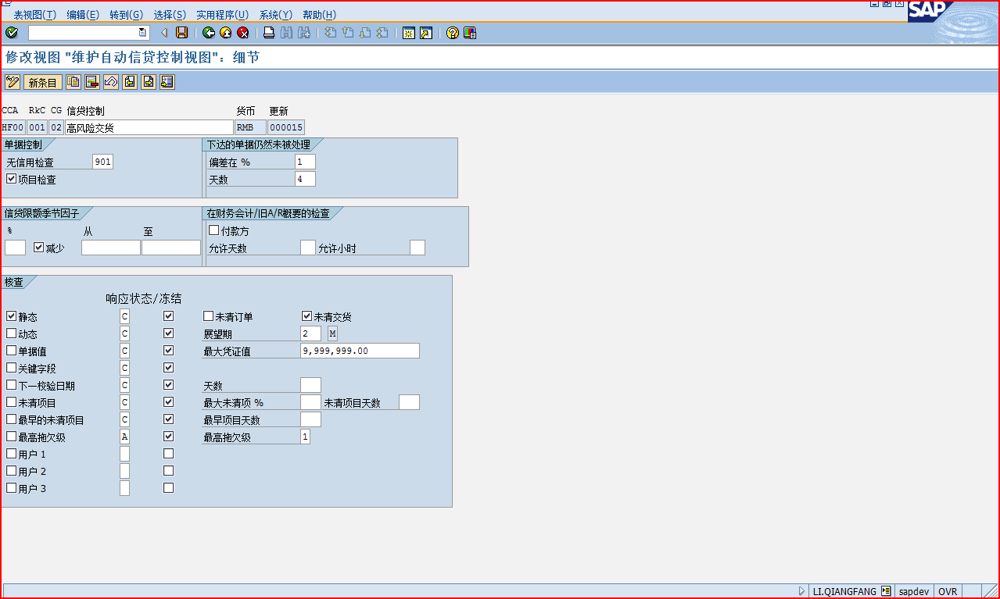 表视图(T) 编辑(E) 转到(G) 选择(S) 实用程序(U) 系统(Y) 帮助(H)
SAP
修改视图 "维护自动信贷控制视图": 细节
新条目
CCA RkC CG 信贷控制 货币 更新
HF00 001 02 高风险交货 RMB 000015
单据控制 下达的单据仍然未被处理
无信用检查 901 偏差在 % 1
项目检查 天数 4
信贷限额季节因子 在财务会计/旧A/R概要的检查
% 从 至 付款方
减少 允许天数 允许小时
核查
响应状态/冻结
静态 C 未清订单 未清交货
动态 C 展望期 2 M
单据值 C 最大凭证值 9,999,999.00
关键字段 C
下一校验日期 C 天数
未清项目 C 最大未清项 % 未清项目天数
最早的未清项目 C 最早项目天数
最高拖欠级 A 最高拖欠级 1
用户 1
用户 2
用户 3
LI.QIANGFANG sapdev OVR